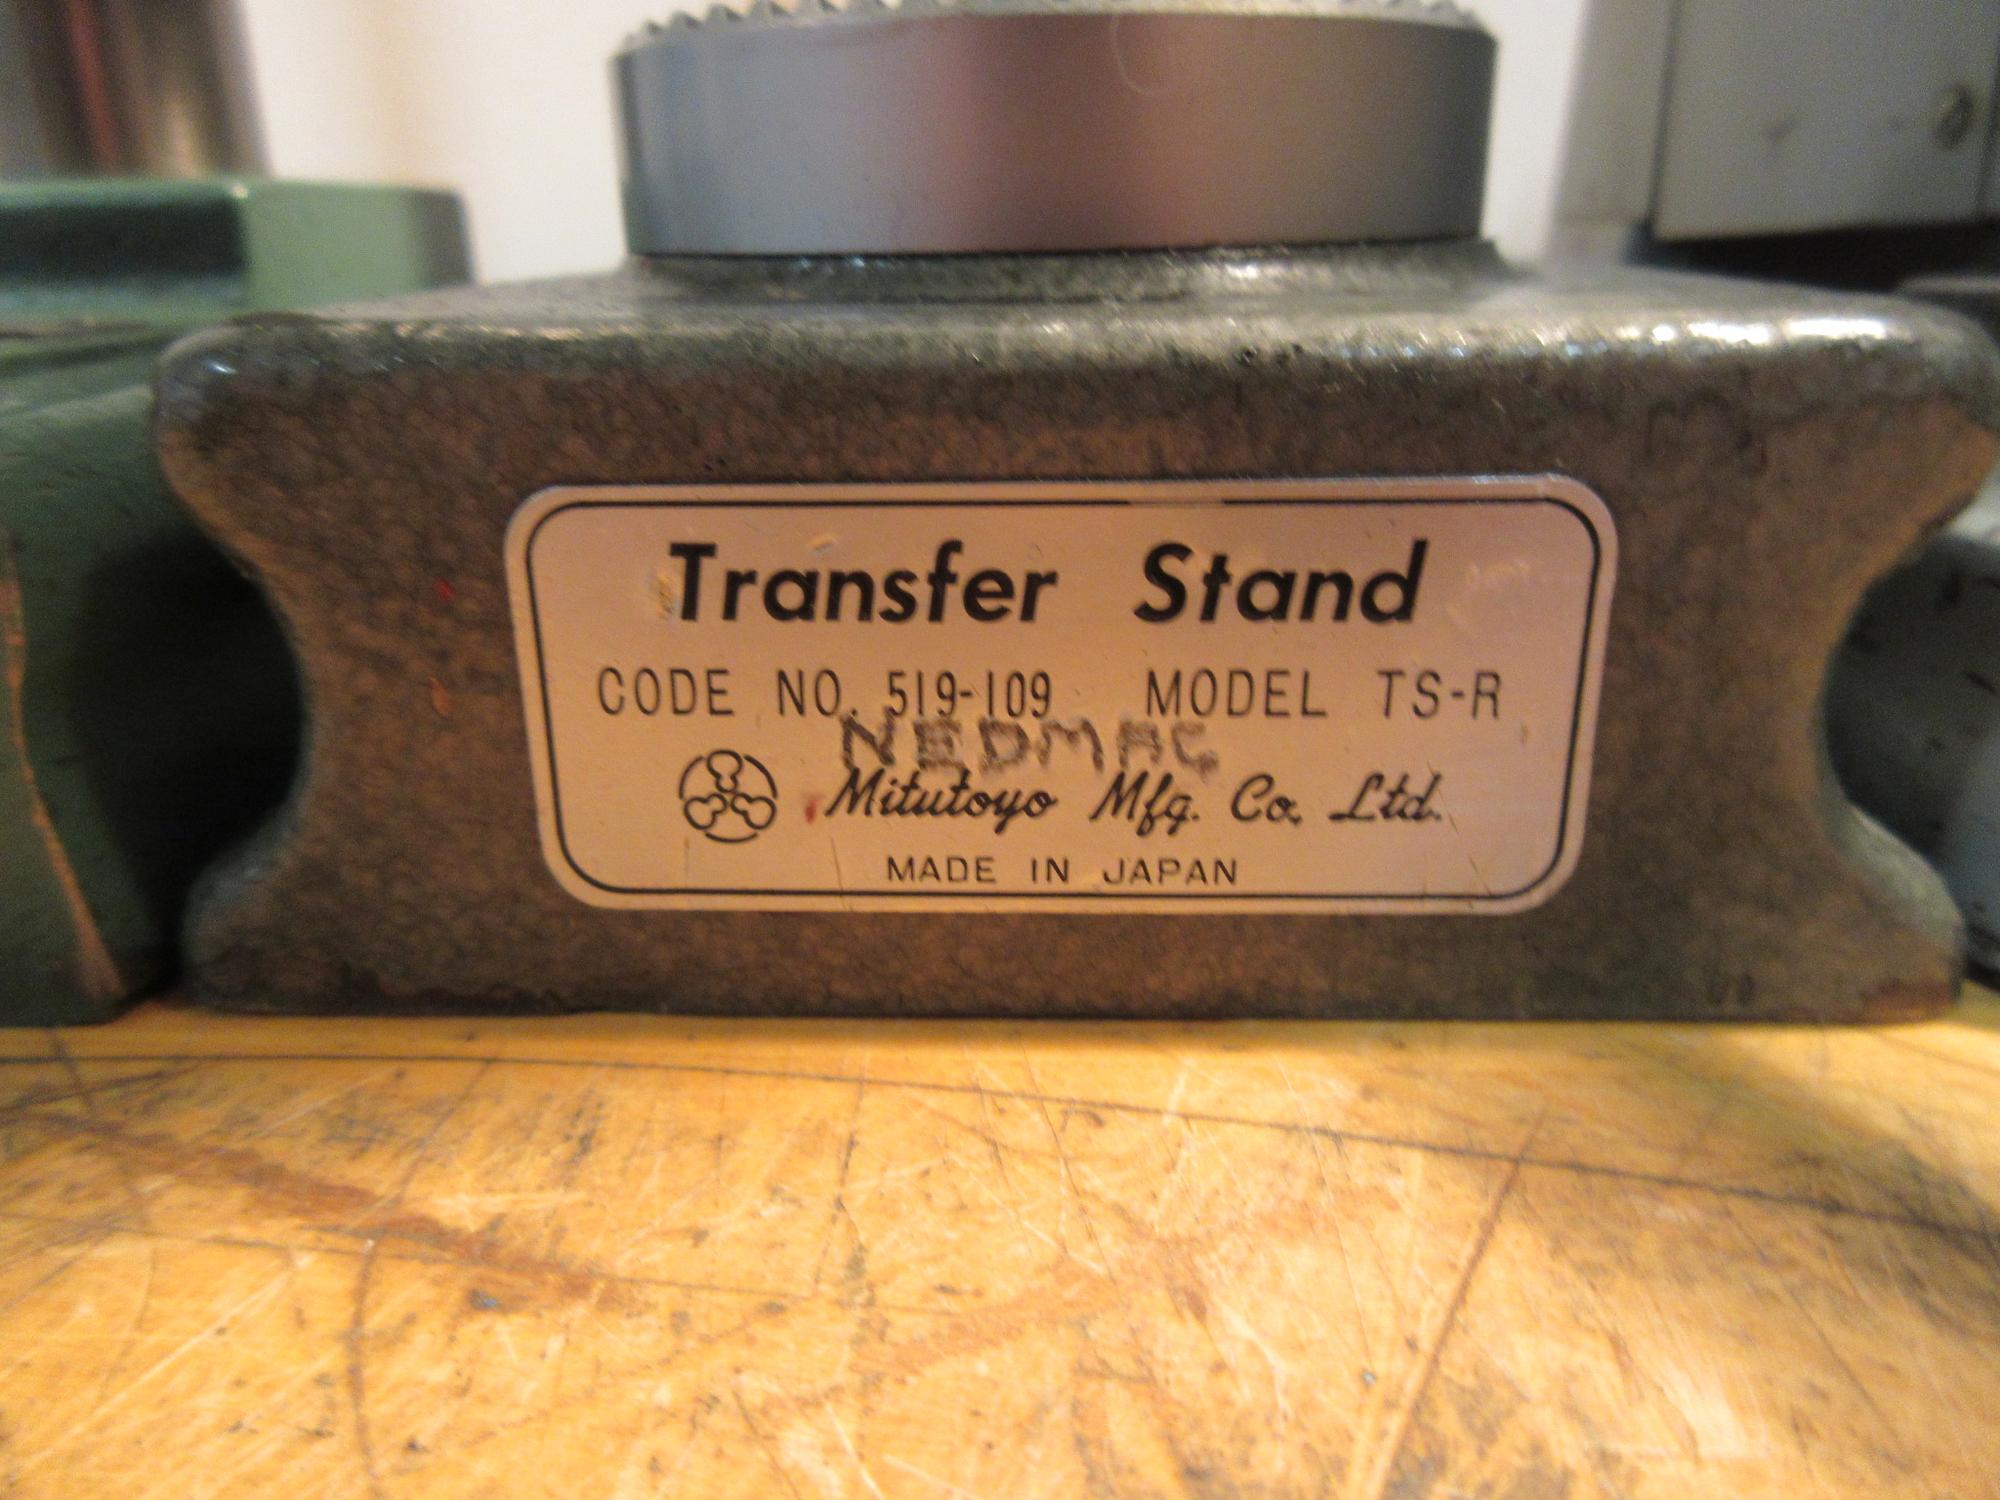 Transfer Stand
CODE NO. 519-109 MODEL TS-R
NEDMAC
Mitutoyo Mfg. Co, Ltd.
MADE IN JAPAN